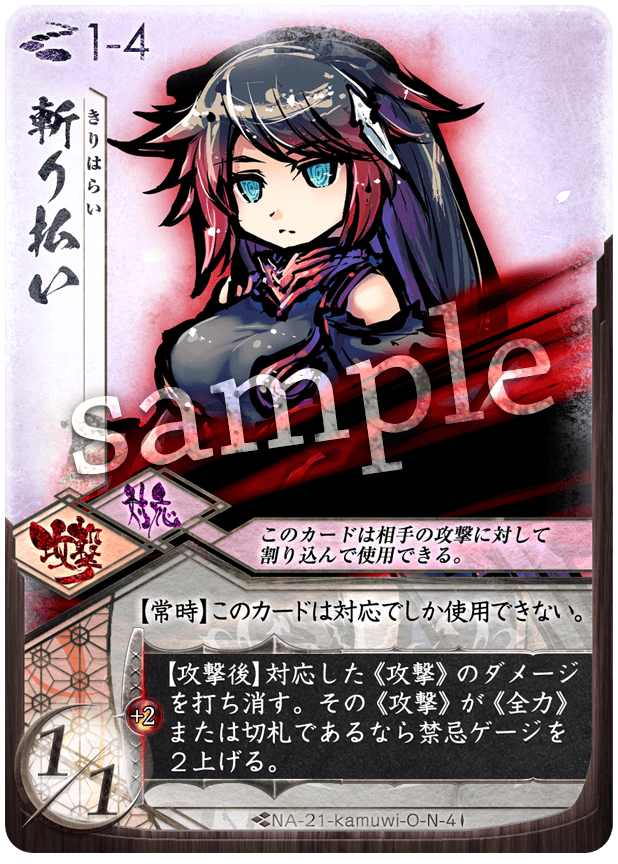 1-4
斬り払い
きりはらい
sample
対応
攻撃
このカードは相手の攻撃に対して
割り込んで使用できる。
【常時】このカードは対応でしか使用できない。
【攻撃後】対応した《攻撃》のダメージ
を打ち消す。その《攻撃》が《全力》
または切札であるなら禁忌ゲージを
２上げる。
+2
1/1
NA-21-kamuwi-O-N-4